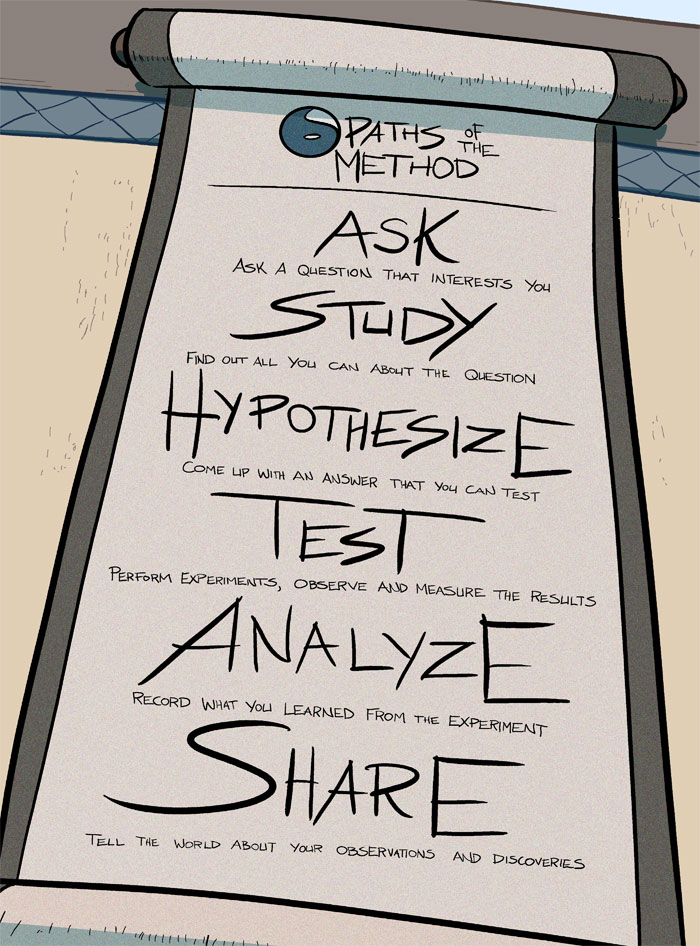 6 PATHS OF THE
METHOD
ASK
ASK A QUESTION THAT INTERESTS YOU
STUDY
FIND OUT ALL YOU CAN ABOUT THE QUESTION
HYPOTHESIZE
COME UP WITH AN ANSWER THAT YOU CAN TEST
TEST
PERFORM EXPERIMENTS, OBSERVE AND MEASURE THE RESULTS
ANALYZE
RECORD WHAT YOU LEARNED FROM THE EXPERIMENT
SHARE
TELL THE WORLD ABOUT YOUR OBSERVATIONS AND DISCOVERIES